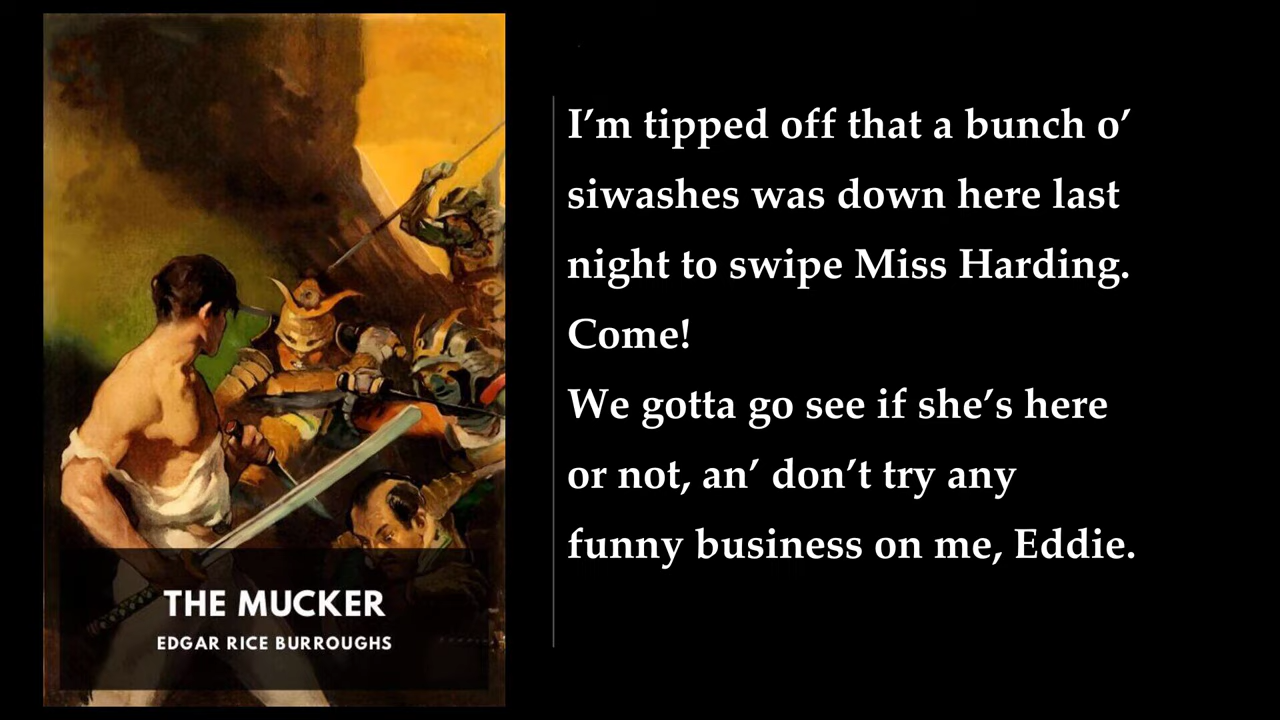 THE MUCKER
EDGAR RICE BURROUGHS
I’m tipped off that a bunch o’
siwashes was down here last
night to swipe Miss Harding.
Come!
We gotta go see if she’s here
or not, an’ don’t try any
funny business on me, Eddie.